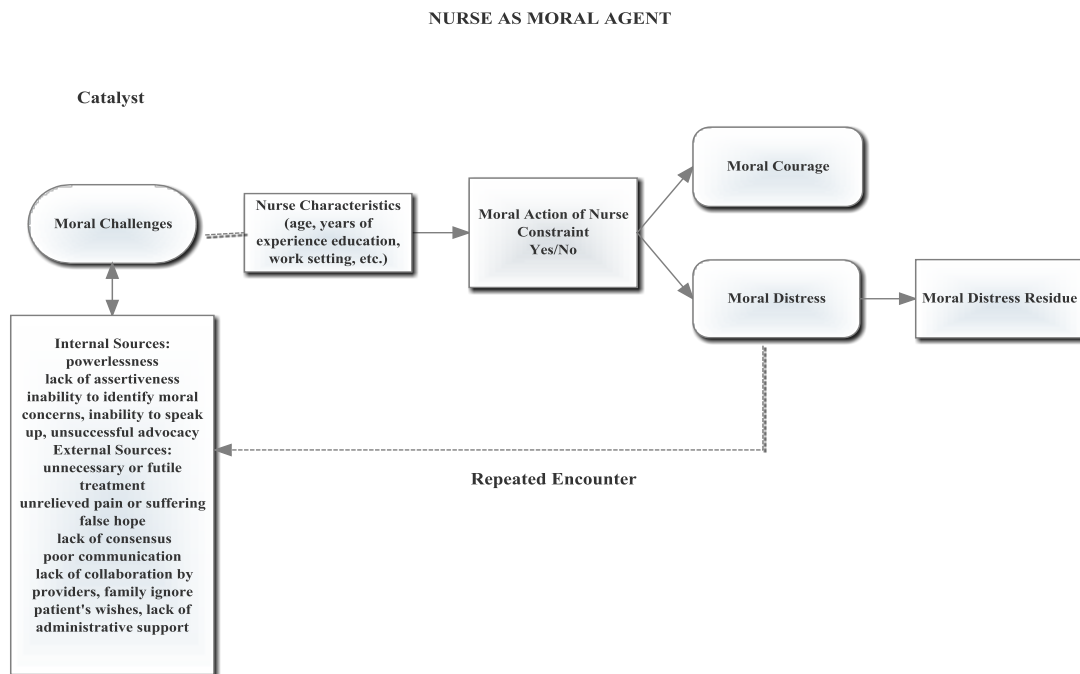 NURSE AS MORAL AGENT
Catalyst
Moral Challenges
Nurse Characteristics
(age, years of
experience education,
work setting, etc.)
Moral Action of Nurse
Constraint
Yes/No
Moral Courage
Moral Distress
Moral Distress Residue
Internal Sources:
powerlessness
lack of assertiveness
inability to identify moral
concerns, inability to speak
up, unsuccessful advocacy
External Sources:
unnecessary or futile
treatment
unrelieved pain or suffering
false hope
lack of consensus
poor communication
lack of collaboration by
providers, family ignore
patient's wishes, lack of
administrative support
Repeated Encounter